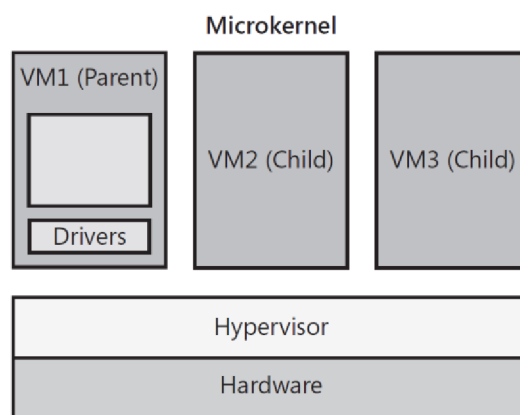 Microkernel
VM1 (Parent)
VM2 (Child)
VM3 (Child)
Drivers
Hypervisor
Hardware